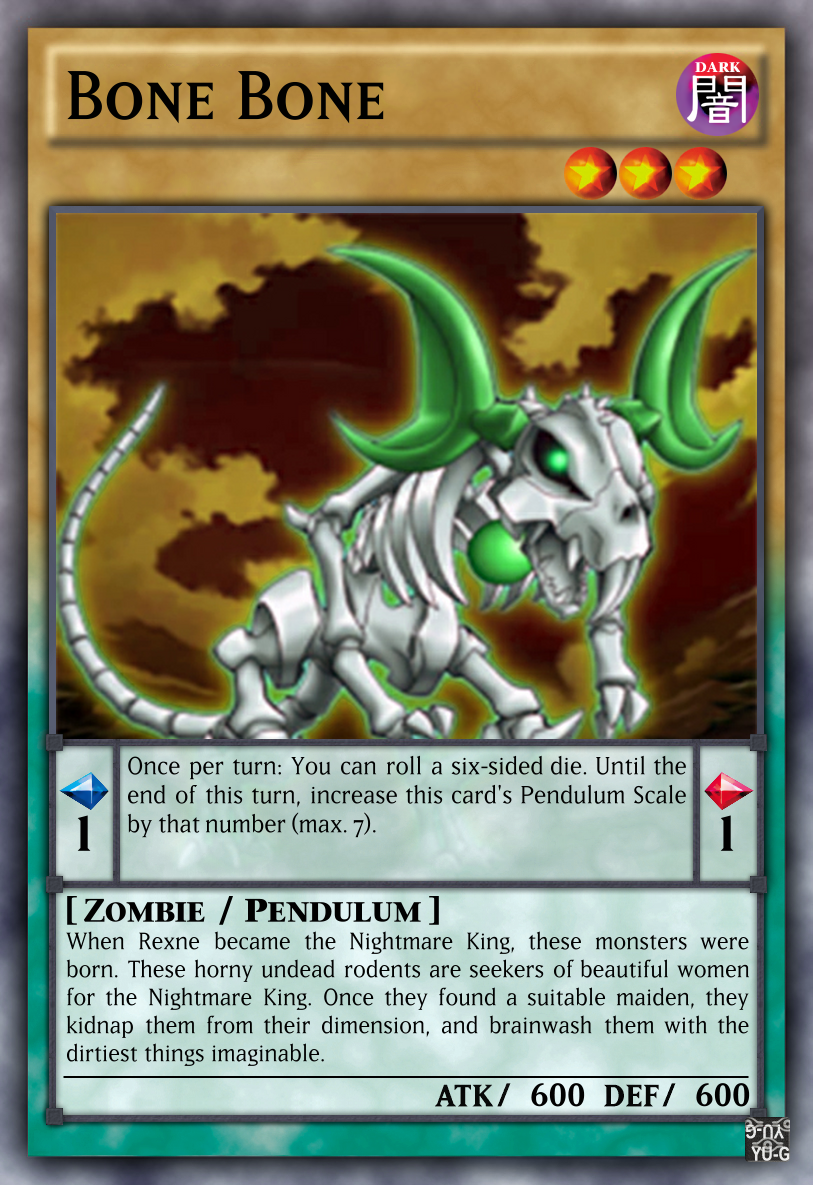 Bone Bone
DARK
闇
Once per turn: You can roll a six-sided die. Until the
end of this turn, increase this card's Pendulum Scale
by that number (max. 7).
1
1
[ Zombie / Pendulum ]
When Rexne became the Nightmare King, these monsters were
born. These horny undead rodents are seekers of beautiful women
for the Nightmare King. Once they found a suitable maiden, they
kidnap them from their dimension, and brainwash them with the
dirtiest things imaginable.
ATK/ 600 DEF/ 600
YU-G
YU-G